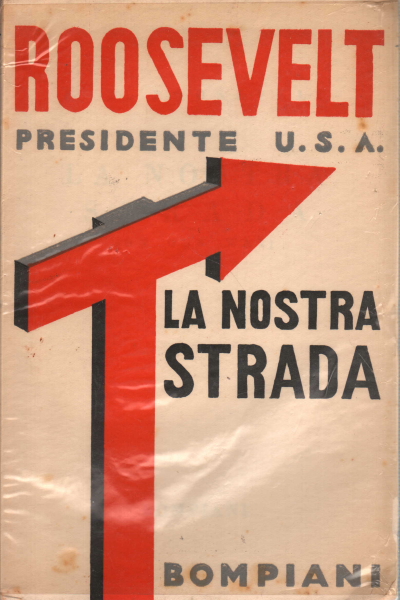 ROOSEVELT
PRESIDENTE U.S.A.
LA NOSTRA
STRADA
BOMPIANI